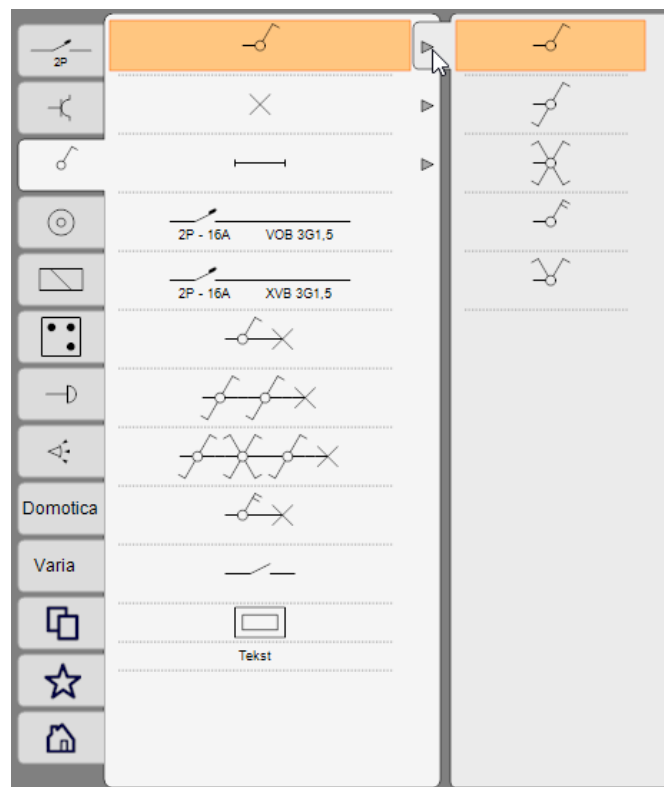 2P
2P - 16A VOB 3G1,5
2P - 16A XVB 3G1,5
Domotica
Varia
Tekst